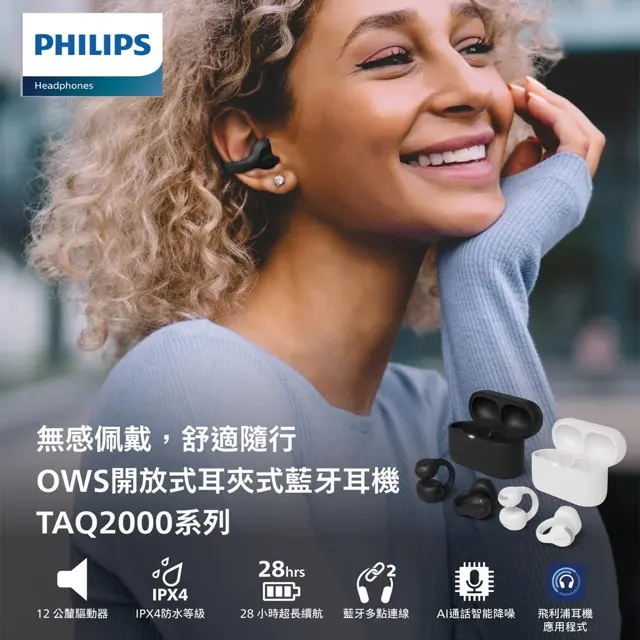 PHILIPS
Headphones
無感佩戴，舒適隨行
OWS開放式耳夾式藍牙耳機
TAQ2000系列
IPX4
28hrs
2
AI
12 公釐驅動器
IPX4防水等級
28 小時超長續航
藍牙多點連線
AI通話智能降噪
飛利浦耳機
應用程式